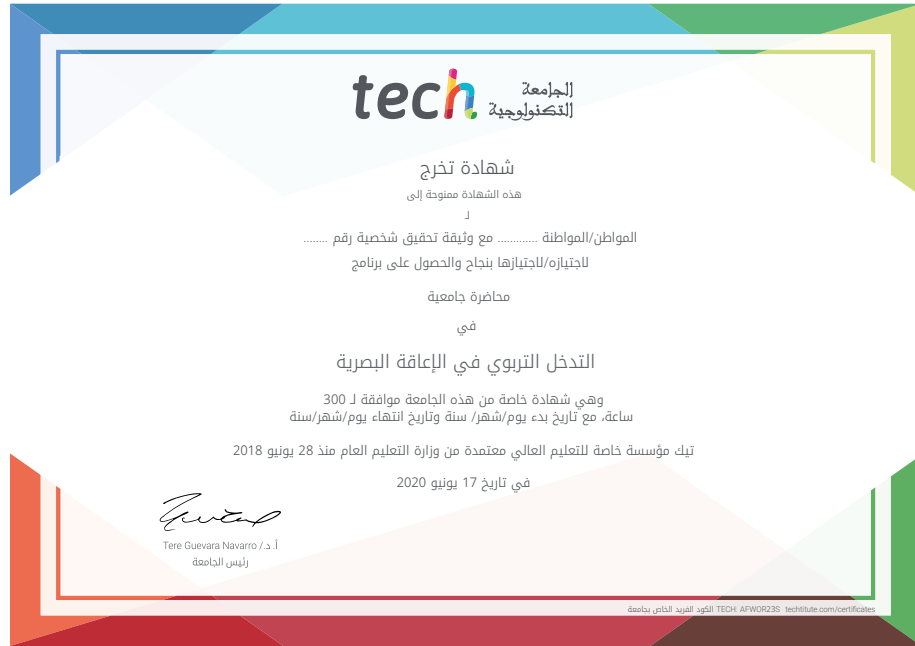 tech الجامعة
التكنولوجية
شهادة تخرج
هذه الشهادة ممنوحة إلى
لـ
المواطن/المواطنة ............ مع وثيقة تحقيق شخصية رقم ........
لاجتيازه/لاجتيازها بنجاح والحصول على برنامج
محاضرة جامعية
في
التدخل التربوي في الإعاقة البصرية
وهي شهادة خاصة من هذه الجامعة موافقة لـ 300
ساعة، مع تاريخ بدء يوم/شهر/ سنة وتاريخ انتهاء يوم/شهر/سنة
تيك مؤسسة خاصة للتعليم العالي معتمدة من وزارة التعليم العام منذ 28 يونيو 2018
في تاريخ 17 يونيو 2020
أ. د./ Tere Guevara Navarro
رئيس الجامعة
الكود الفريد الخاص بجامعة TECH: AFWOR23S techtitute.com/certificates